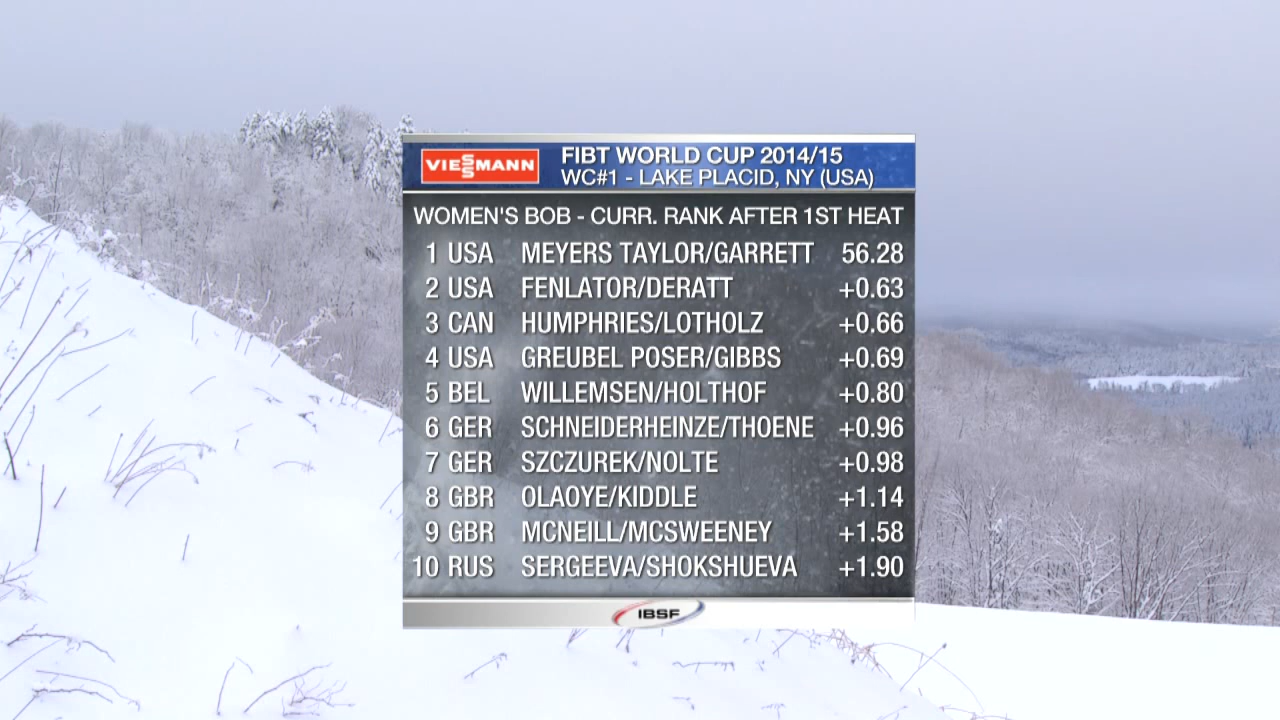 VIESSMANN
FIBT WORLD CUP 2014/15
WC#1 - LAKE PLACID, NY (USA)
WOMEN'S BOB - CURR. RANK AFTER 1ST HEAT
1 USA MEYERS TAYLOR/GARRETT 56.28
2 USA FENLATOR/DERATT +0.63
3 CAN HUMPHRIES/LOTHOLZ +0.66
4 USA GREUBEL POSER/GIBBS +0.69
5 BEL WILLEMSEN/HOLTHOF +0.80
6 GER SCHNEIDERHEINZE/THOENE +0.96
7 GER SZCZUREK/NOLTE +0.98
8 GBR OLAOYE/KIDDLE +1.14
9 GBR MCNEILL/MCSWEENEY +1.58
10 RUS SERGEEVA/SHOKSHUEVA +1.90
IBSF